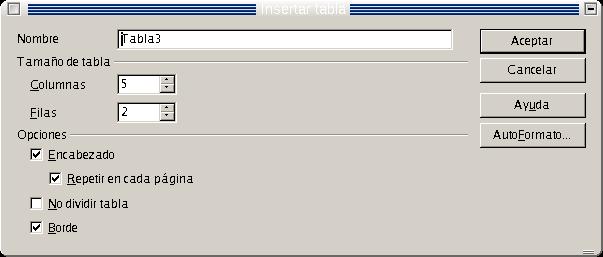 Insertar tabla
Nombre Tabla3
Aceptar
Tamaño de tabla
Cancelar
Columnas 5
Filas 2
Ayuda
Opciones
AutoFormato...
Encabezado
Repetir en cada página
No dividir tabla
Borde